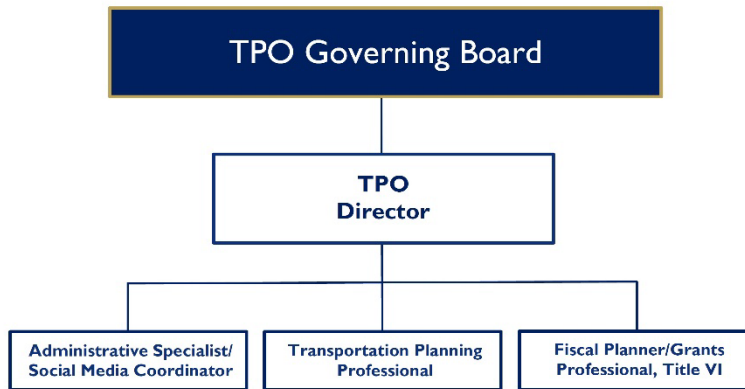 TPO Governing Board
TPO
Director
Administrative Specialist/
Social Media Coordinator
Transportation Planning
Professional
Fiscal Planner/Grants
Professional, Title VI